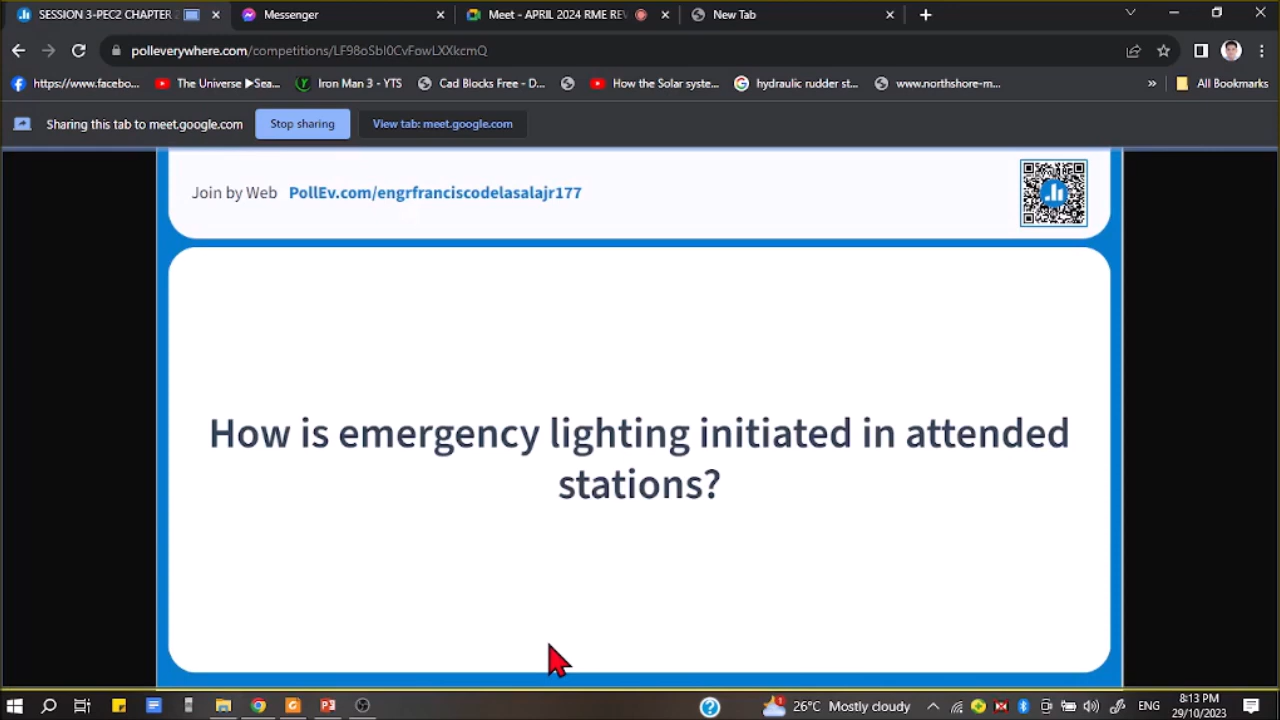 SESSION 3-PEC2 CHAPTER 2
Messenger
Meet - APRIL 2024 RME REV
New Tab
polleverywhere.com/competitions/LF98oSbI0CvFowLXXkcmQ
https://www.facebo...
The Universe ▶Sea...
Iron Man 3 - YTS
Cad Blocks Free - D...
How the Solar syste...
hydraulic rudder st...
www.northshore-m...
»
All Bookmarks
Sharing this tab to meet.google.com
Stop sharing
View tab: meet.google.com
Join by Web PollEv.com/engrfranciscodelasalajr177
How is emergency lighting initiated in attended
stations?
26°C Mostly cloudy
ENG
8:13 PM
29/10/2023